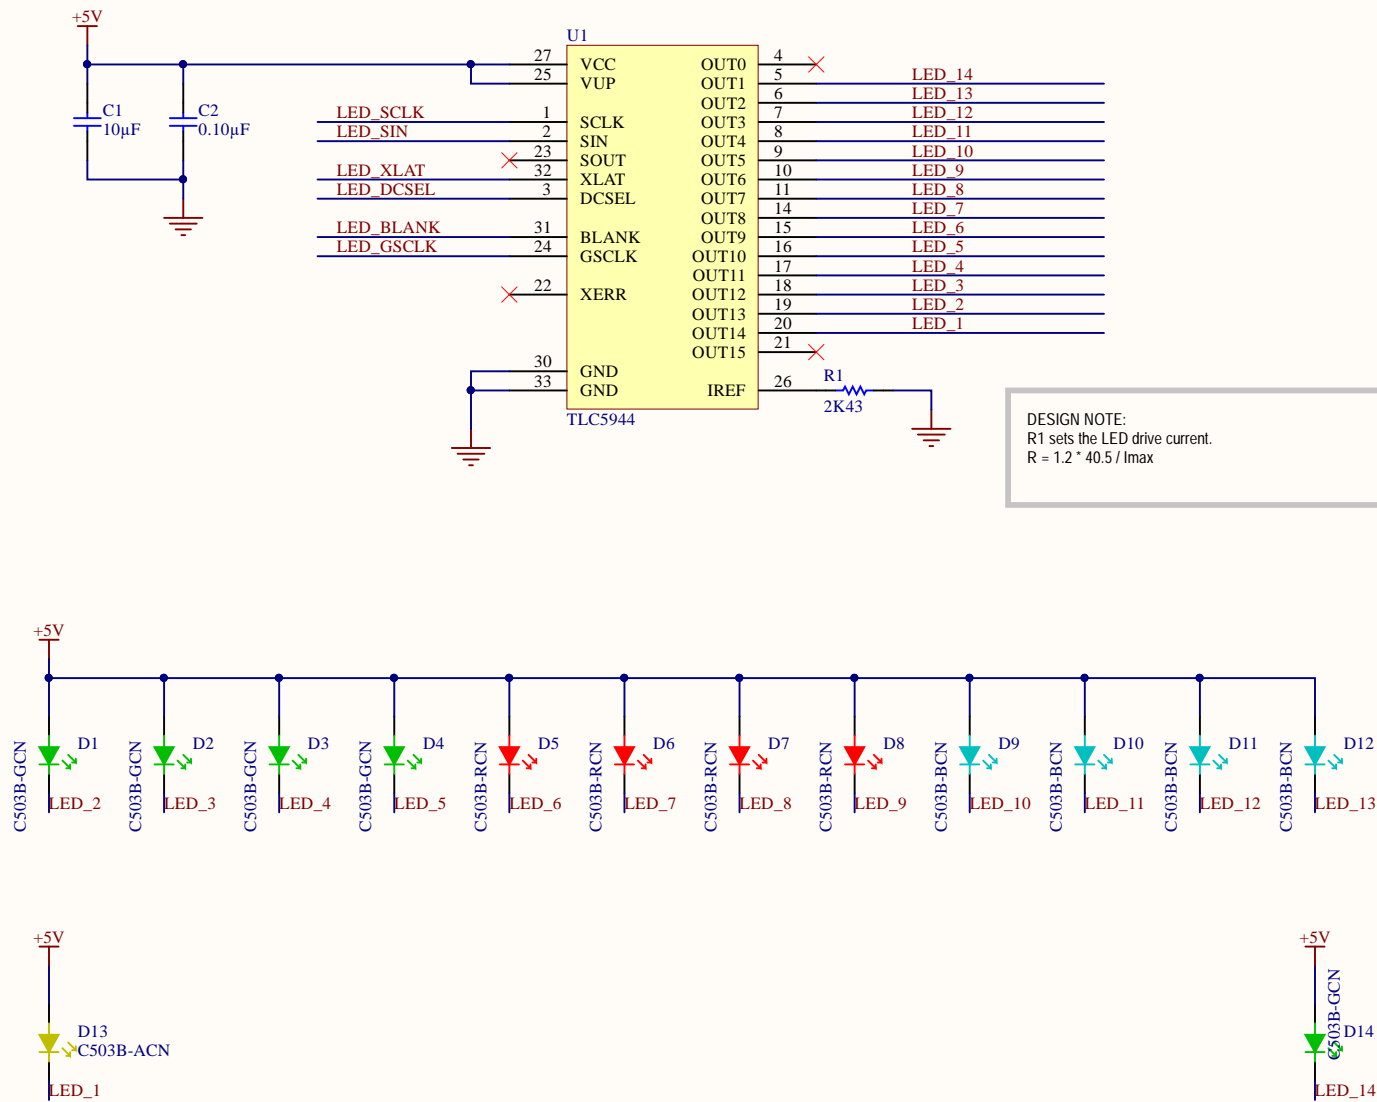 +5V
C1
10µF
C2
0.10µF
U1
27 VCC
25 VUP
LED_SCLK 1 SCLK
LED_SIN 2 SIN
23 SOUT
LED_XLAT 32 XLAT
LED_DCSEL 3 DCSEL
LED_BLANK 31 BLANK
LED_GSCLK 24 GSCLK
22 XERR
30 GND
33 GND
OUT0 4
OUT1 5 LED_14
OUT2 6 LED_13
OUT3 7 LED_12
OUT4 8 LED_11
OUT5 9 LED_10
OUT6 10 LED_9
OUT7 11 LED_8
OUT8 14 LED_7
OUT9 15 LED_6
OUT10 16 LED_5
OUT11 17 LED_4
OUT12 18 LED_3
OUT13 19 LED_2
OUT14 20 LED_1
OUT15 21
IREF 26
R1
2K43
TLC5944
DESIGN NOTE:
R1 sets the LED drive current.
R = 1.2 * 40.5 / Imax
+5V
C503B-GCN D1 LED_2
C503B-GCN D2 LED_3
C503B-GCN D3 LED_4
C503B-GCN D4 LED_5
C503B-RCN D5 LED_6
C503B-RCN D6 LED_7
C503B-RCN D7 LED_8
C503B-RCN D8 LED_9
C503B-BCN D9 LED_10
C503B-BCN D10 LED_11
C503B-BCN D11 LED_12
C503B-BCN D12 LED_13
+5V
D13
C503B-ACN
LED_1
+5V
C503B-GCN
D14
LED_14